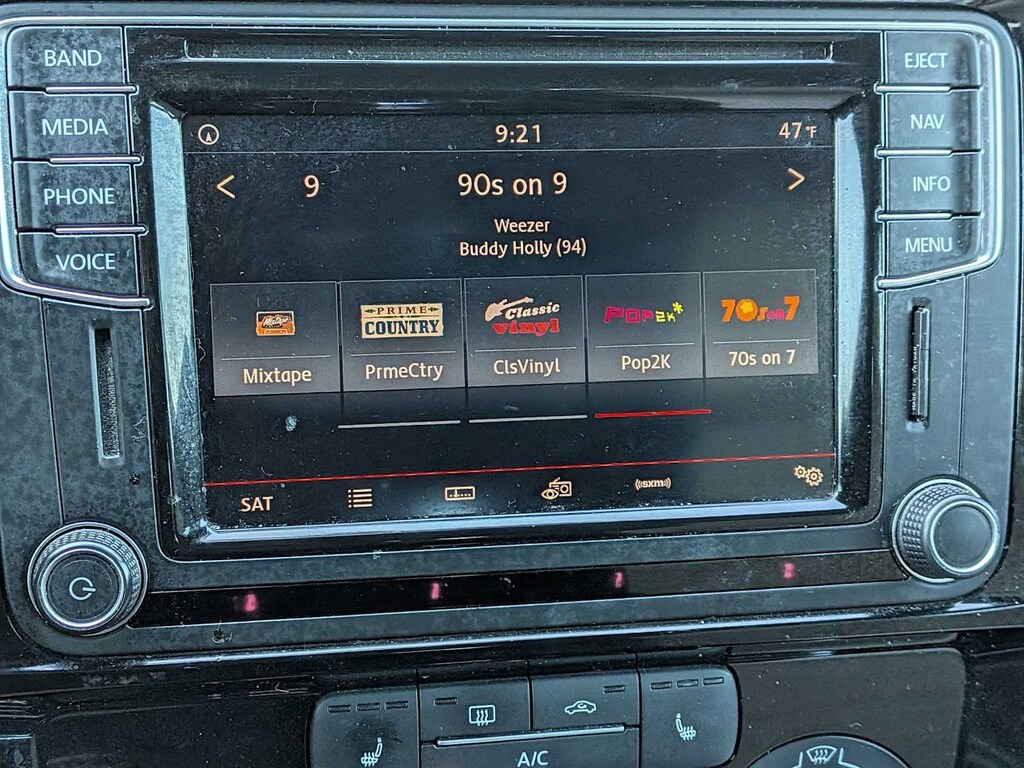 BAND
MEDIA
PHONE
VOICE
EJECT
NAV
INFO
MENU
9:21
47°F
< 9 90s on 9 >
Weezer
Buddy Holly (94)
Mixtape
PRIME
COUNTRY
Classic
vinyl
POP2K*
70s on 7
Mixtape
PrmeCtry
ClsVinyl
Pop2K
70s on 7
SAT
((sxm))
A/C